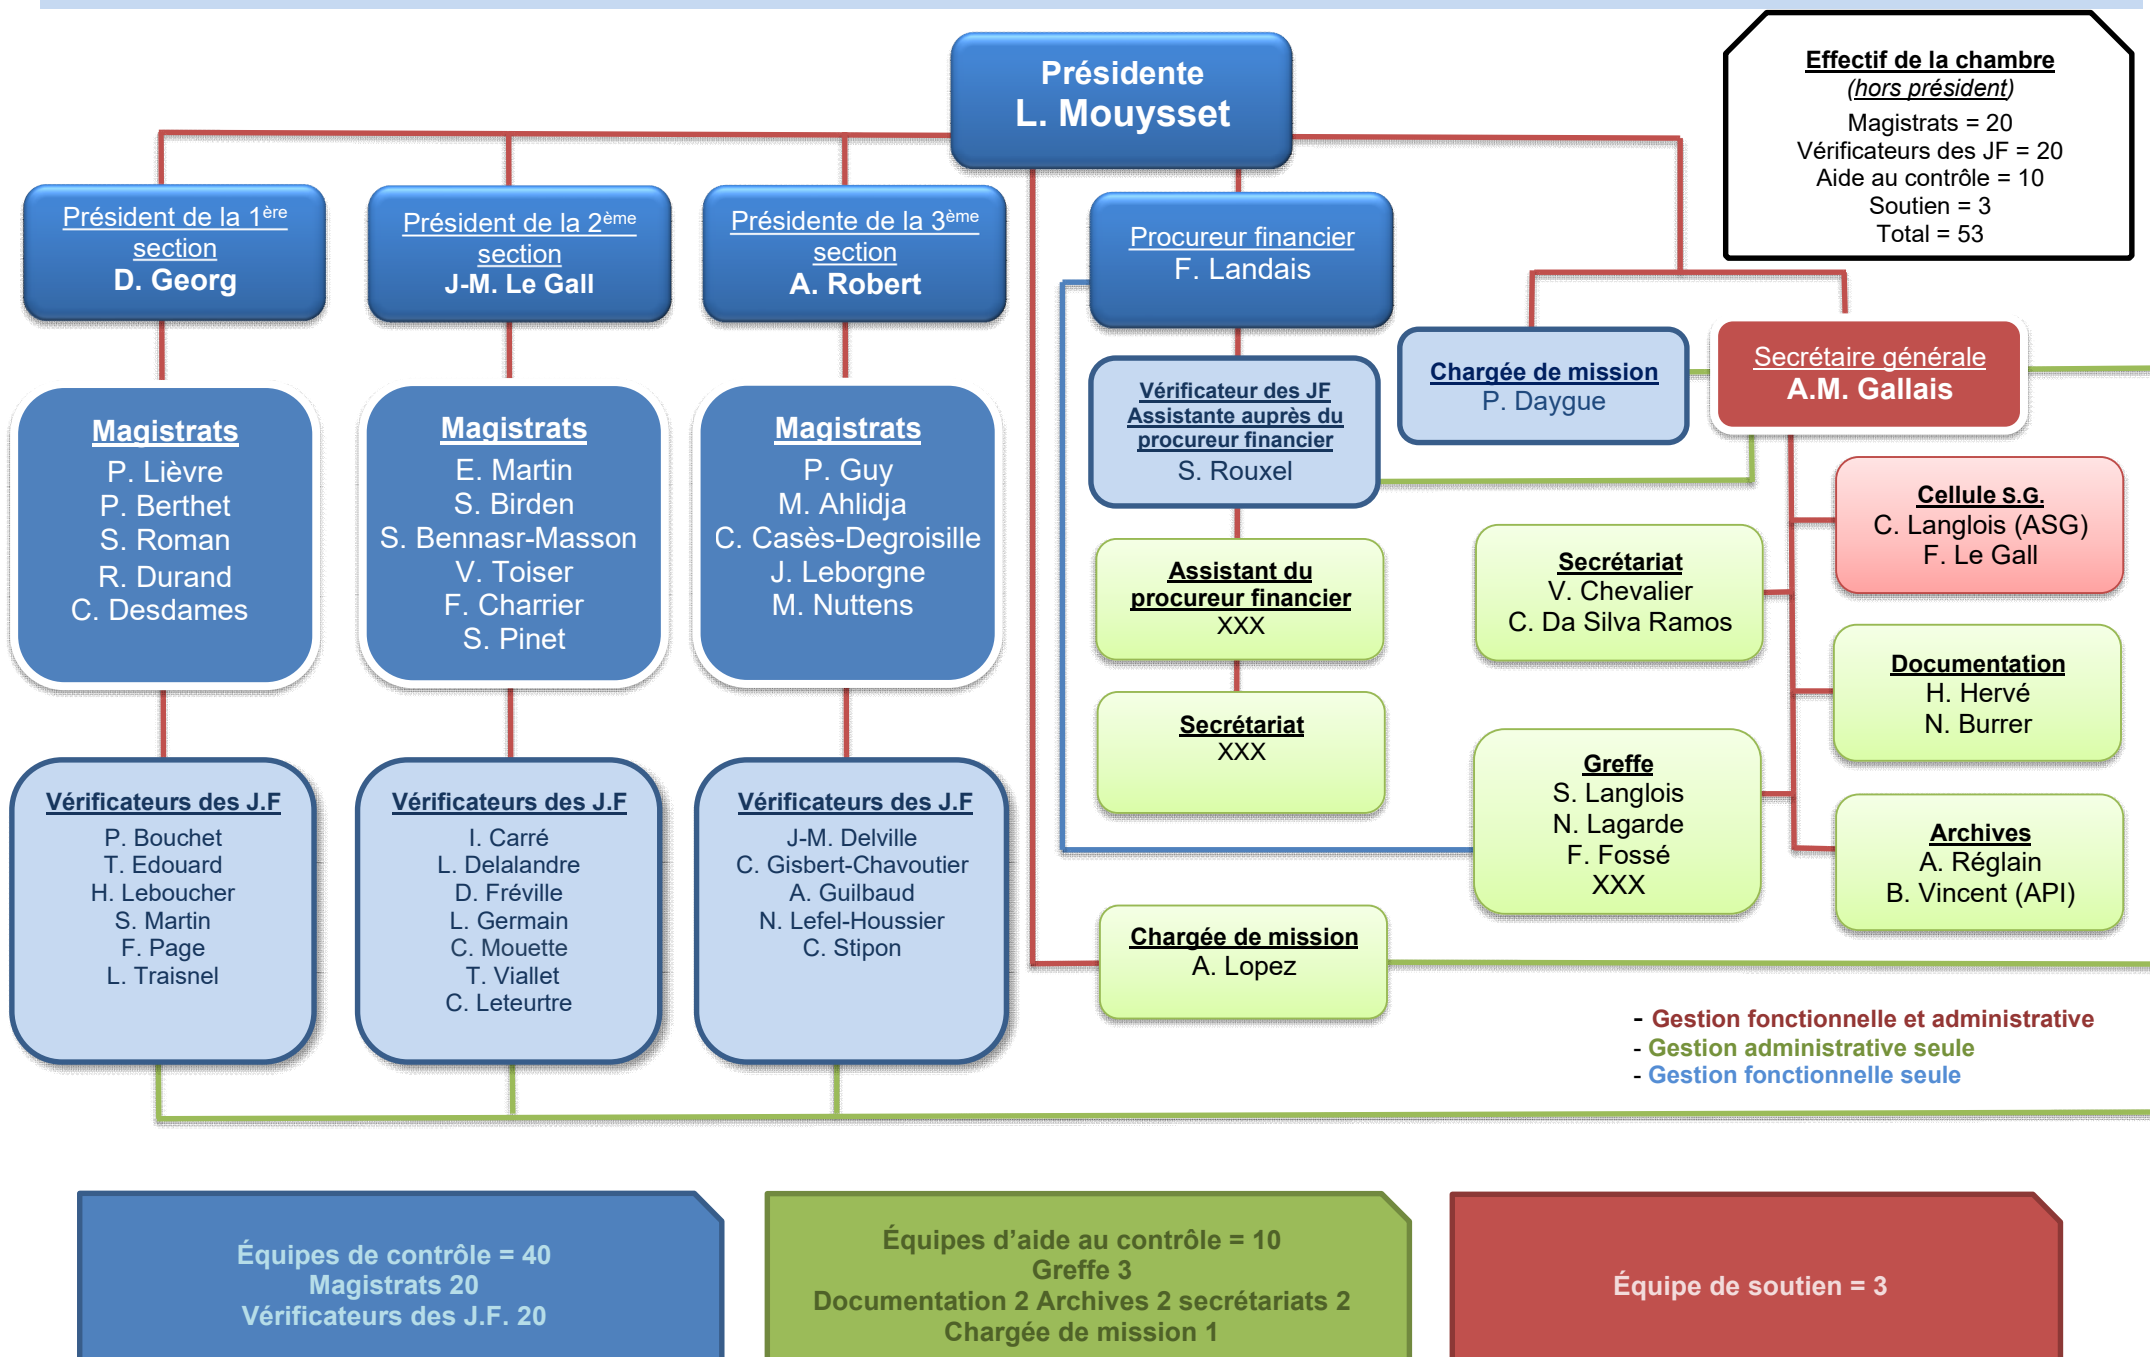 Présidente
L. Mouysset
Effectif de la chambre
(hors président)
Magistrats = 20
Vérificateurs des JF = 20
Aide au contrôle = 10
Soutien = 3
Total = 53
Président de la 1ère
section
D. Georg
Président de la 2ème
section
J-M. Le Gall
Présidente de la 3ème
section
A. Robert
Procureur financier
F. Landais
Chargée de mission
P. Daygue
Secrétaire générale
A.M. Gallais
Magistrats
P. Lièvre
P. Berthet
S. Roman
R. Durand
C. Desdames
Magistrats
E. Martin
S. Birden
S. Bennasr-Masson
V. Toiser
F. Charrier
S. Pinet
Magistrats
P. Guy
M. Ahlidja
C. Casès-Degroisille
J. Leborgne
M. Nuttens
Vérificateur des JF
Assistante auprès du
procureur financier
S. Rouxel
Assistant du
procureur financier
XXX
Secrétariat
XXX
Secrétariat
V. Chevalier
C. Da Silva Ramos
Cellule S.G.
C. Langlois (ASG)
F. Le Gall
Documentation
H. Hervé
N. Burrer
Greffe
S. Langlois
N. Lagarde
F. Fossé
XXX
Archives
A. Réglain
B. Vincent (API)
Vérificateurs des J.F
P. Bouchet
T. Edouard
H. Leboucher
S. Martin
F. Page
L. Traisnel
Vérificateurs des J.F
I. Carré
L. Delalandre
D. Fréville
L. Germain
C. Mouette
T. Viallet
C. Leteurtre
Vérificateurs des J.F
J-M. Delville
C. Gisbert-Chavoutier
A. Guilbaud
N. Lefel-Houssier
C. Stipon
Chargée de mission
A. Lopez
- Gestion fonctionnelle et administrative
- Gestion administrative seule
- Gestion fonctionnelle seule
Équipes de contrôle = 40
Magistrats 20
Vérificateurs des J.F. 20
Équipes d’aide au contrôle = 10
Greffe 3
Documentation 2 Archives 2 secrétariats 2
Chargée de mission 1
Équipe de soutien = 3